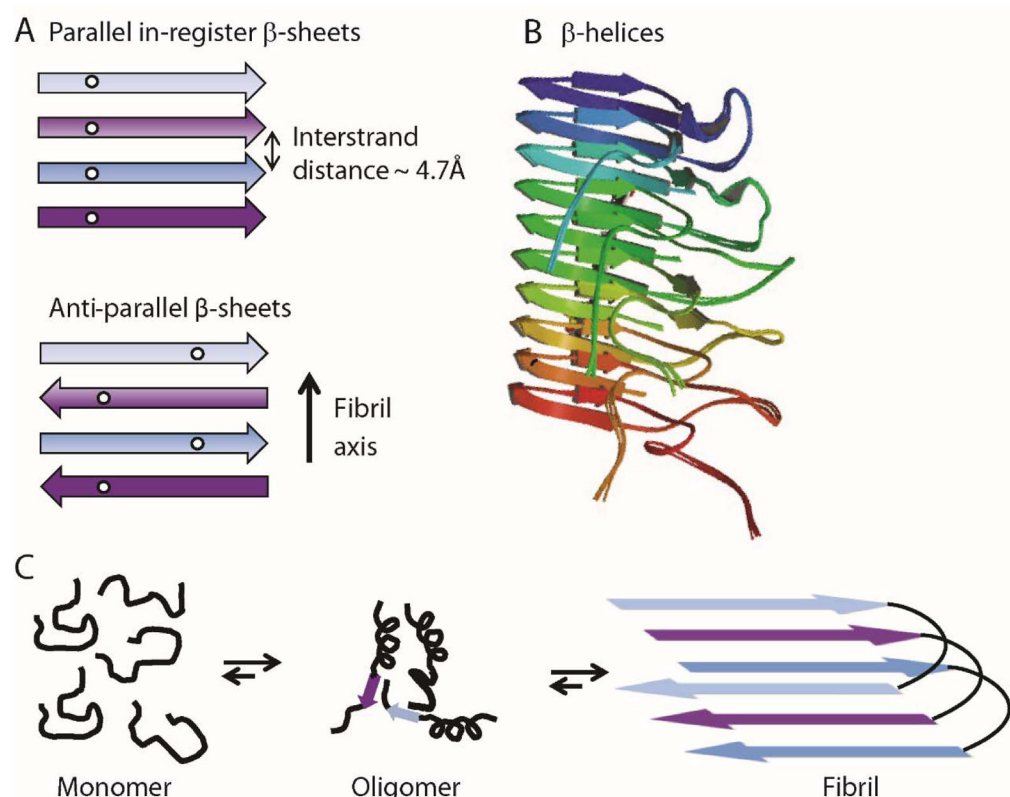 A Parallel in-register β-sheets
Interstrand
distance ~ 4.7Å
Anti-parallel β-sheets
Fibril
axis
B β-helices
C
Monomer
Oligomer
Fibril